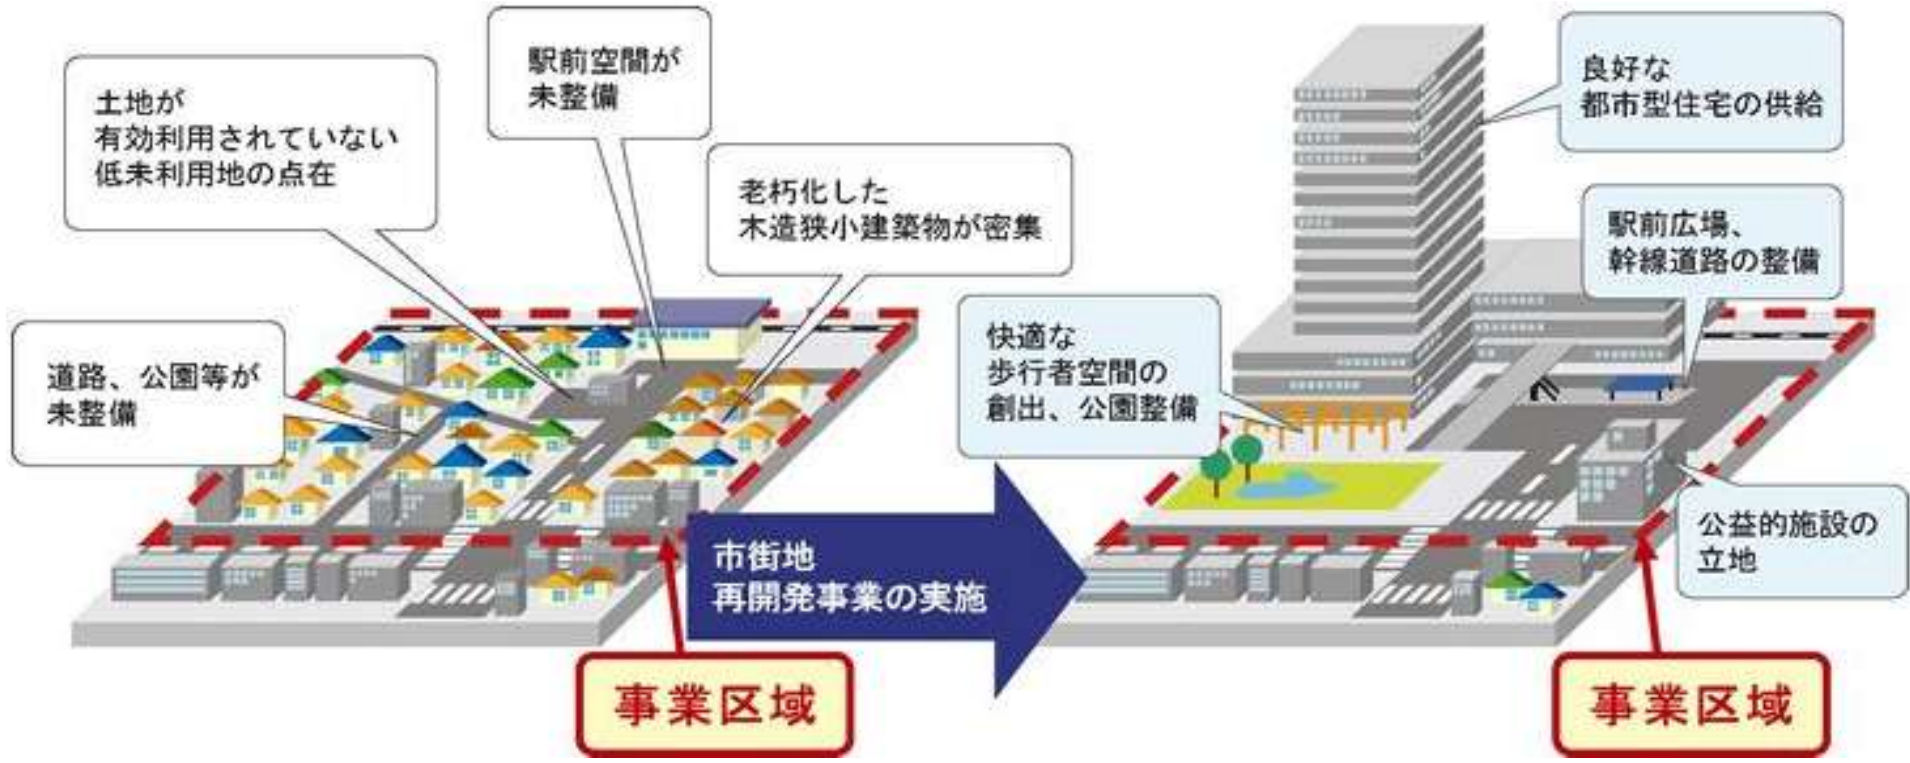 土地が
有効利用されていない
低未利用地の点在
駅前空間が
未整備
老朽化した
木造狭小建築物が密集
道路、公園等が
未整備
市街地
再開発事業の実施
事業区域
良好な
都市型住宅の供給
駅前広場、
幹線道路の整備
快適な
歩行者空間の
創出、公園整備
公益的施設の
立地
事業区域